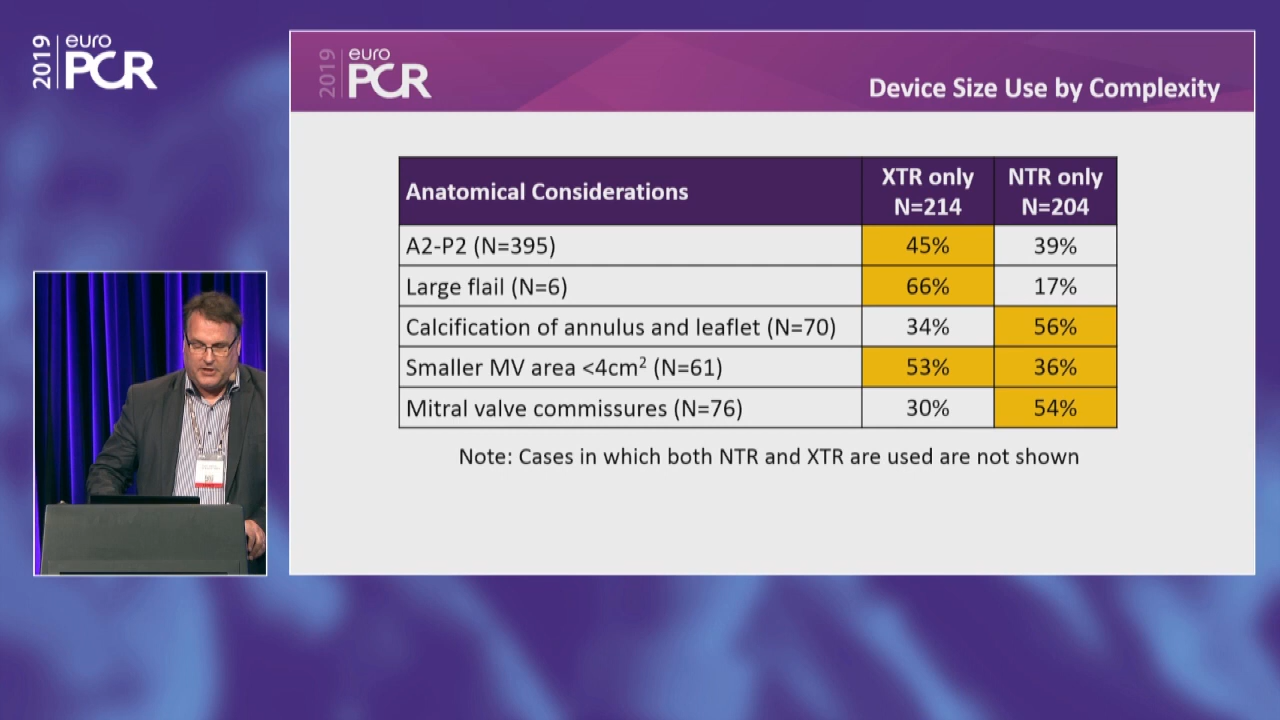 2019 euro PCR
2019 euro PCR
Device Size Use by Complexity
Anatomical Considerations XTR only N=214 NTR only N=204
A2-P2 (N=395) 45% 39%
Large flail (N=6) 66% 17%
Calcification of annulus and leaflet (N=70) 34% 56%
Smaller MV area <4cm² (N=61) 53% 36%
Mitral valve commissures (N=76) 30% 54%
Note: Cases in which both NTR and XTR are used are not shown